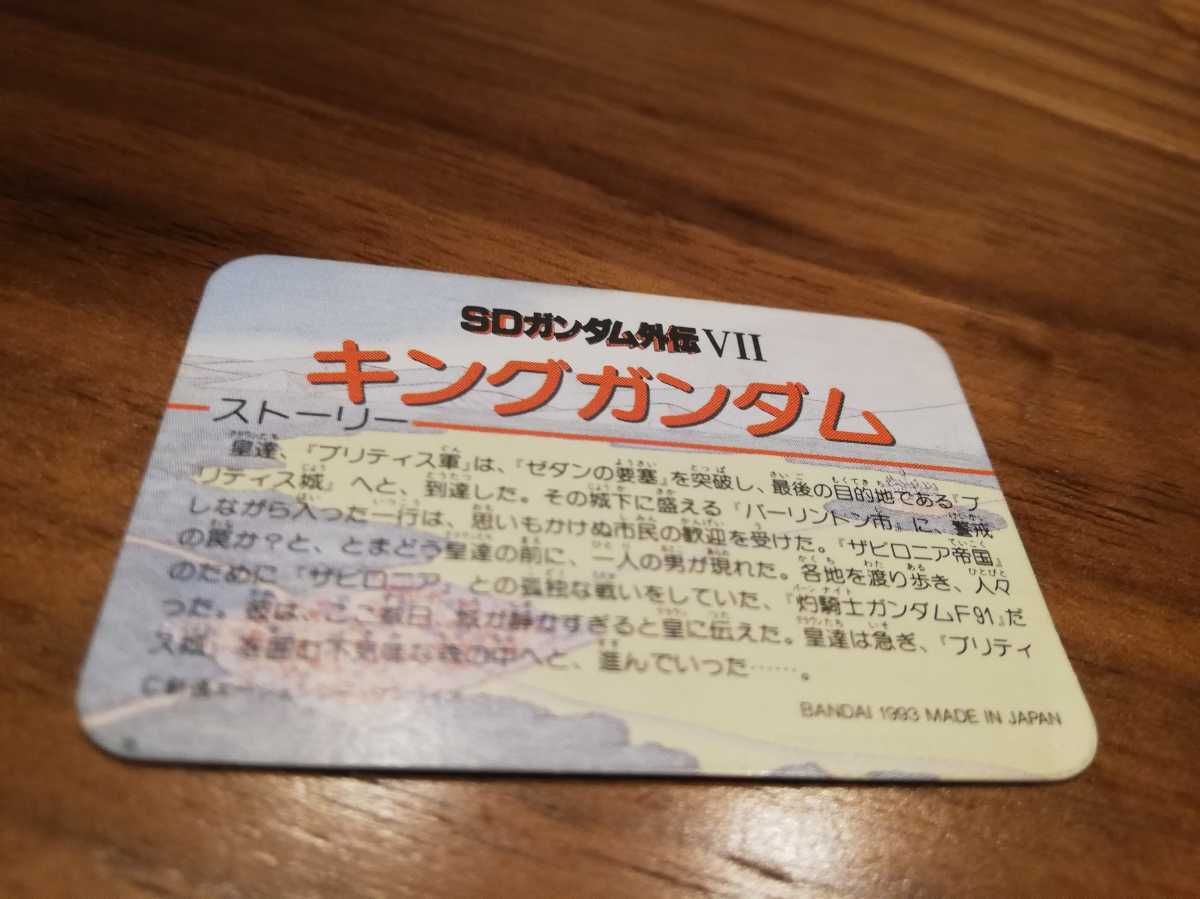 SDガンダム外伝VII
キングガンダム
ストーリー
皇達、『ブリティス軍』は、『ゼダンの要塞』を突破し、最後の目的地である『ブ
リティス城』へと、到達した。その城下に盛える『バーリントン市』に、警戒
しながら入った一行は、思いもかけぬ市民の歓迎を受けた。『ザビロニア帝国』
の罠か?と、とまどう皇達の前に、一人の男が現れた。各地を渡り歩き、人々
のために『ザビロニア』との孤独な戦いをしていた、『灼騎士ガンダムF91』だ
った。彼は、ここ数日、敵が静かすぎると皇に伝えた。皇達は急ぎ、『ブリティ
ス城』を囲む不気味な魂の中へと、進んでいった……。
BANDAI 1993 MADE IN JAPAN